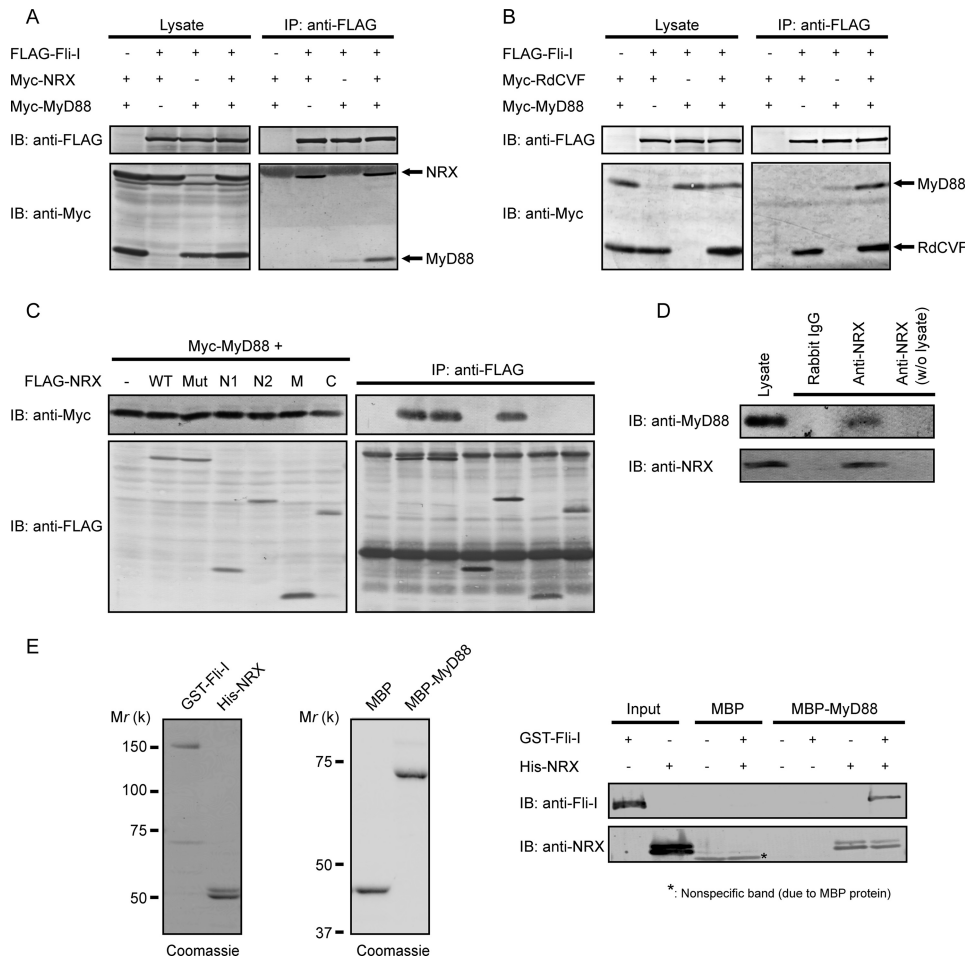 A
Lysate IP: anti-FLAG
FLAG-Fli-I - + + + - + + +
Myc-NRX + + - + + + - +
Myc-MyD88 + - + + + - + +
IB: anti-FLAG
NRX
IB: anti-Myc
MyD88
B
Lysate IP: anti-FLAG
FLAG-Fli-I - + + + - + + +
Myc-RdCVF + + - + + + - +
Myc-MyD88 + - + + + - + +
IB: anti-FLAG
MyD88
IB: anti-Myc
RdCVF
C
Myc-MyD88 +
FLAG-NRX - WT Mut N1 N2 M C
IP: anti-FLAG
IB: anti-Myc
IB: anti-FLAG
D
Lysate
Rabbit IgG
Anti-NRX
Anti-NRX
(w/o lysate)
IB: anti-MyD88
IB: anti-NRX
E
GST-Fli-I
His-NRX
Mr (k)
150
100
75
50
Coomassie
MBP
MBP-MyD88
Mr (k)
75
50
37
Coomassie
Input MBP MBP-MyD88
GST-Fli-I + - - + - + - +
His-NRX - + - + - - + +
IB: anti-Fli-I
IB: anti-NRX
*
*: Nonspecific band (due to MBP protein)